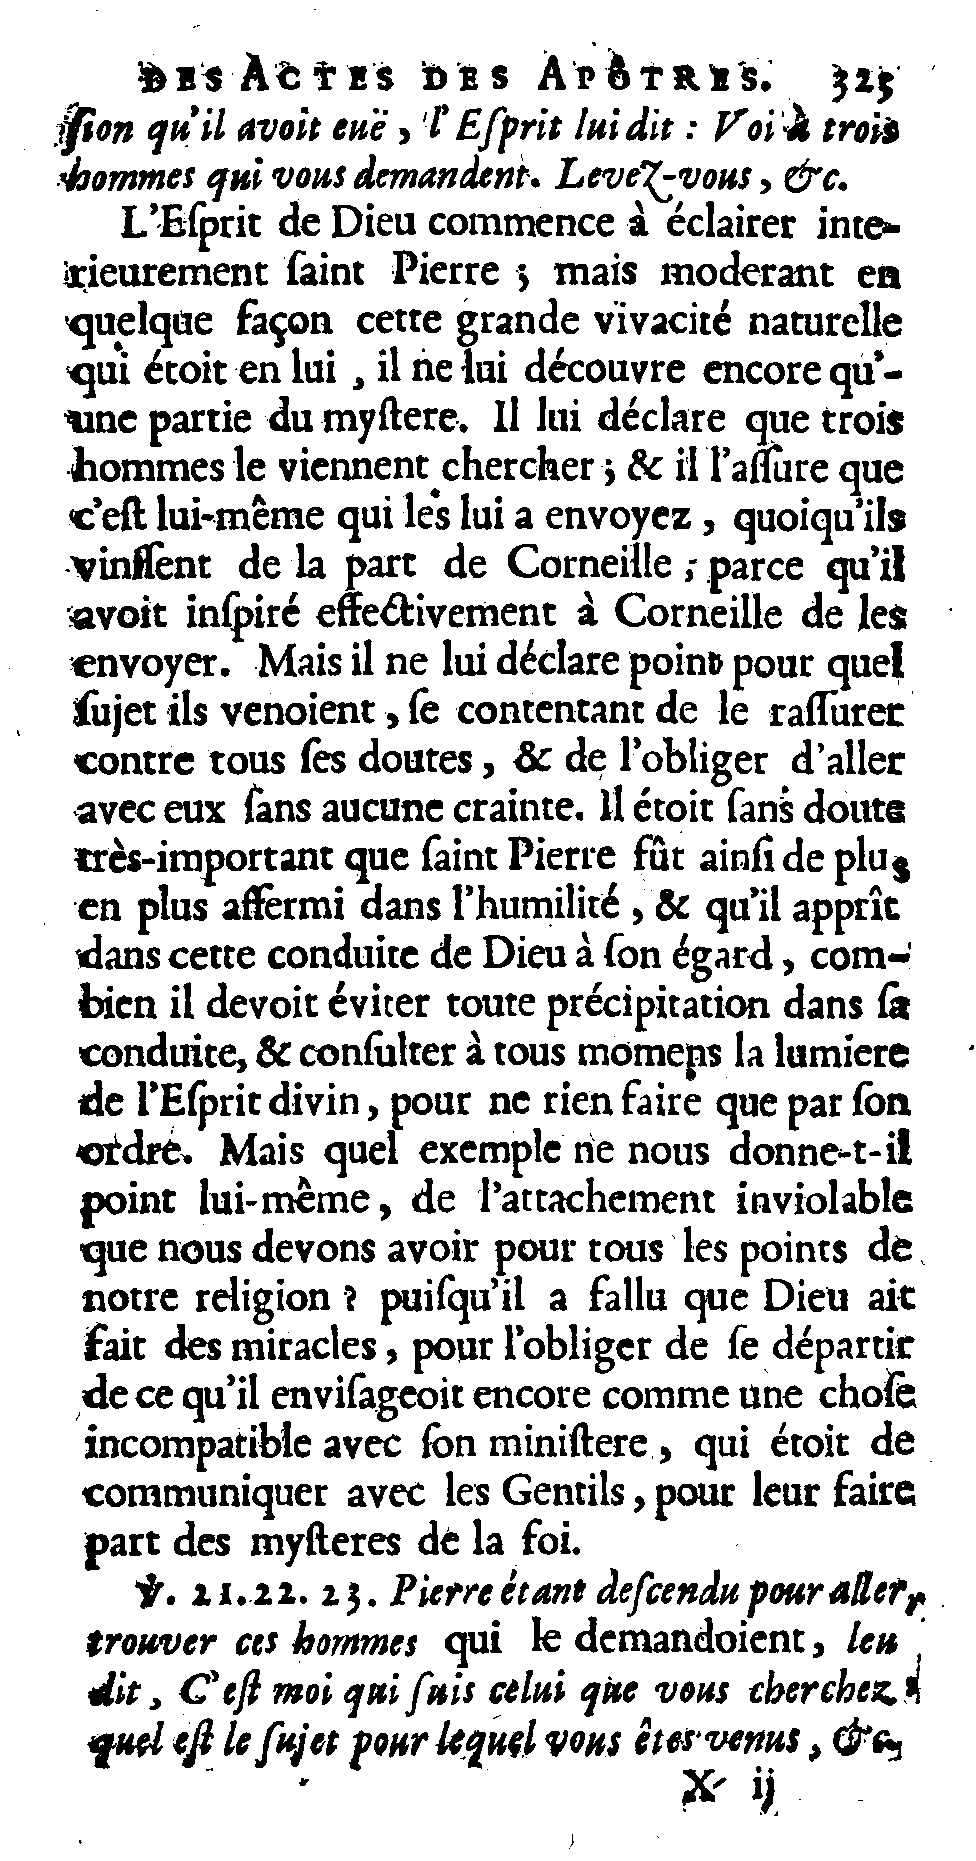 DES ACTES DES APÔTRES. 325
ſion qu'il avoit euë, l'Eſprit lui dit : Voilà trois
hommes qui vous demandent. Levez-vous, &c.
L'Eſprit de Dieu commence à éclairer inte-
rieurement ſaint Pierre ; mais moderant en
quelque façon cette grande vivacité naturelle
qui étoit en lui, il ne lui découvre encore qu'-
une partie du myſtere. Il lui déclare que trois
hommes le viennent chercher ; & il l'aſſure que
c'eſt lui-même qui les lui a envoyez, quoiqu'ils
vinſſent de la part de Corneille ; parce qu'il
avoit inſpiré effectivement à Corneille de les
envoyer. Mais il ne lui déclare point pour quel
ſujet ils venoient, ſe contentant de le raſſurer
contre tous ſes doutes, & de l'obliger d'aller
avec eux ſans aucune crainte. Il étoit ſans doute
très-important que ſaint Pierre fût ainſi de plus
en plus affermi dans l'humilité, & qu'il apprît
dans cette conduite de Dieu à ſon égard, com-
bien il devoit éviter toute précipitation dans ſa
conduite, & conſulter à tous momens la lumiere
de l'Eſprit divin, pour ne rien faire que par ſon
ordre. Mais quel exemple ne nous donne-t-il
point lui-même, de l'attachement inviolable
que nous devons avoir pour tous les points de
notre religion ? puiſqu'il a fallu que Dieu ait
fait des miracles, pour l'obliger de ſe départir
de ce qu'il enviſageoit encore comme une choſe
incompatible avec ſon miniſtere, qui étoit de
communiquer avec les Gentils, pour leur faire
part des myſteres de la foi.
℣. 21. 22. 23. Pierre étant deſcendu pour aller
trouver ces hommes qui le demandoient, leu
dit, C'eſt moi qui ſuis celui que vous cherchez
quel eſt le ſujet pour lequel vous êtes venus, &c.
X ij